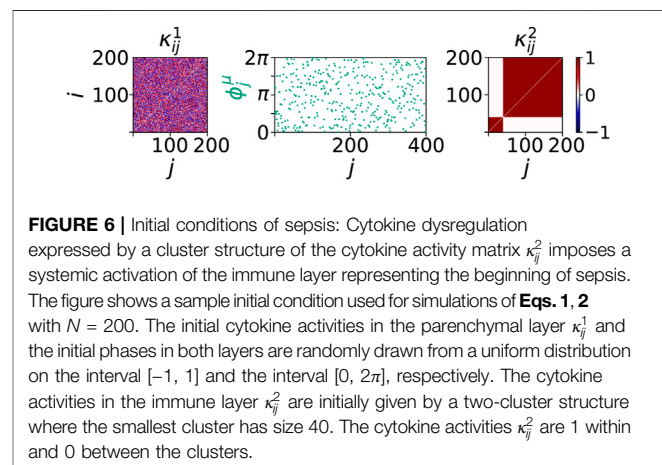 κ¹ᵢⱼ κ²ᵢⱼ
200 2π 200 1
i 100 ϕⱼᵘ π 100 0
0 −1
100 200 200 400 100 200
j j j
FIGURE 6 | Initial conditions of sepsis: Cytokine dysregulation
expressed by a cluster structure of the cytokine activity matrix κ²ᵢⱼ imposes a
systemic activation of the immune layer representing the beginning of sepsis.
The figure shows a sample initial condition used for simulations of Eqs. 1, 2
with N = 200. The initial cytokine activities in the parenchymal layer κ¹ᵢⱼ and
the initial phases in both layers are randomly drawn from a uniform distribution
on the interval [−1, 1] and the interval [0, 2π], respectively. The cytokine
activities in the immune layer κ²ᵢⱼ are initially given by a two-cluster structure
where the smallest cluster has size 40. The cytokine activities κ²ᵢⱼ are 1 within
and 0 between the clusters.